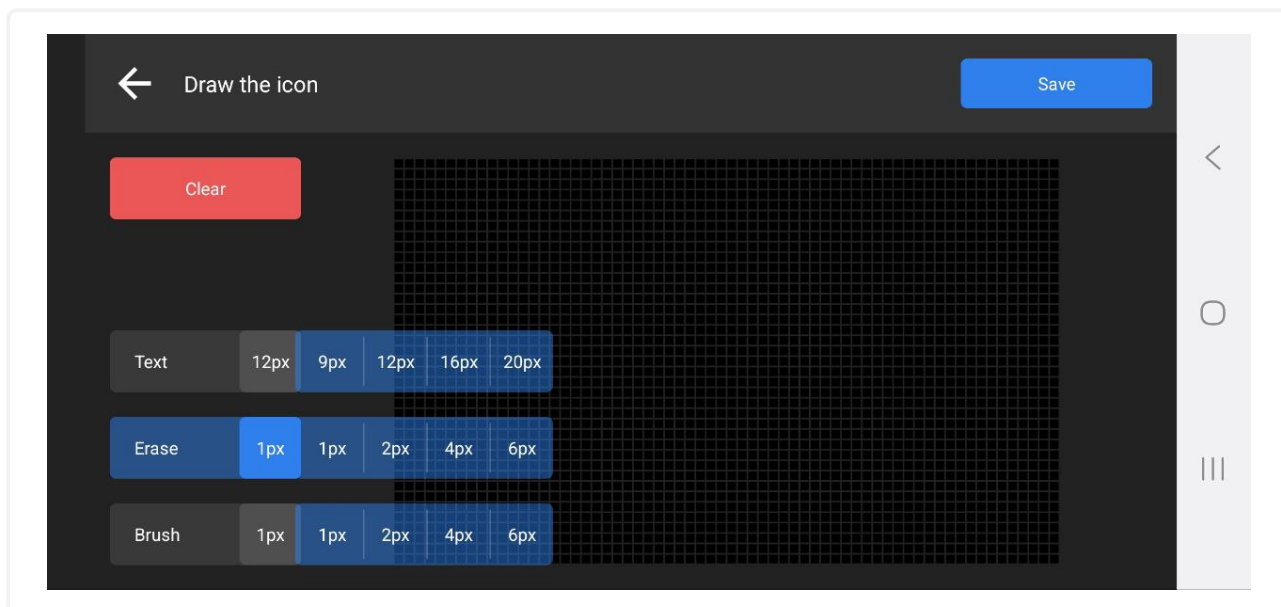 Draw the icon
Save
Clear
Text 12px 9px 12px 16px 20px
Erase 1px 1px 2px 4px 6px
Brush 1px 1px 2px 4px 6px